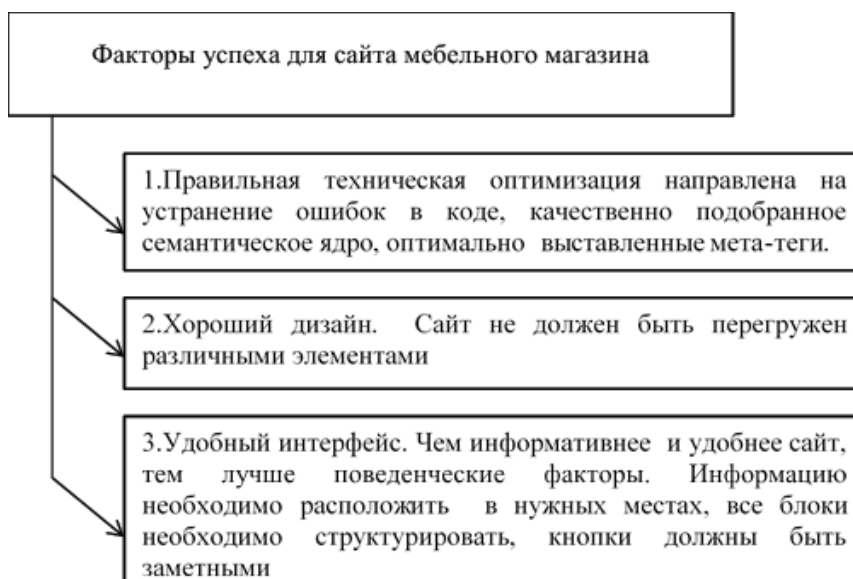 Факторы успеха для сайта мебельного магазина
1.Правильная техническая оптимизация направлена на
устранение ошибок в коде, качественно подобранное
семантическое ядро, оптимально выставленные мета-теги.
2.Хороший дизайн. Сайт не должен быть перегружен
различными элементами
3.Удобный интерфейс. Чем информативнее и удобнее сайт,
тем лучше поведенческие факторы. Информацию
необходимо расположить в нужных местах, все блоки
необходимо структурировать, кнопки должны быть
заметными